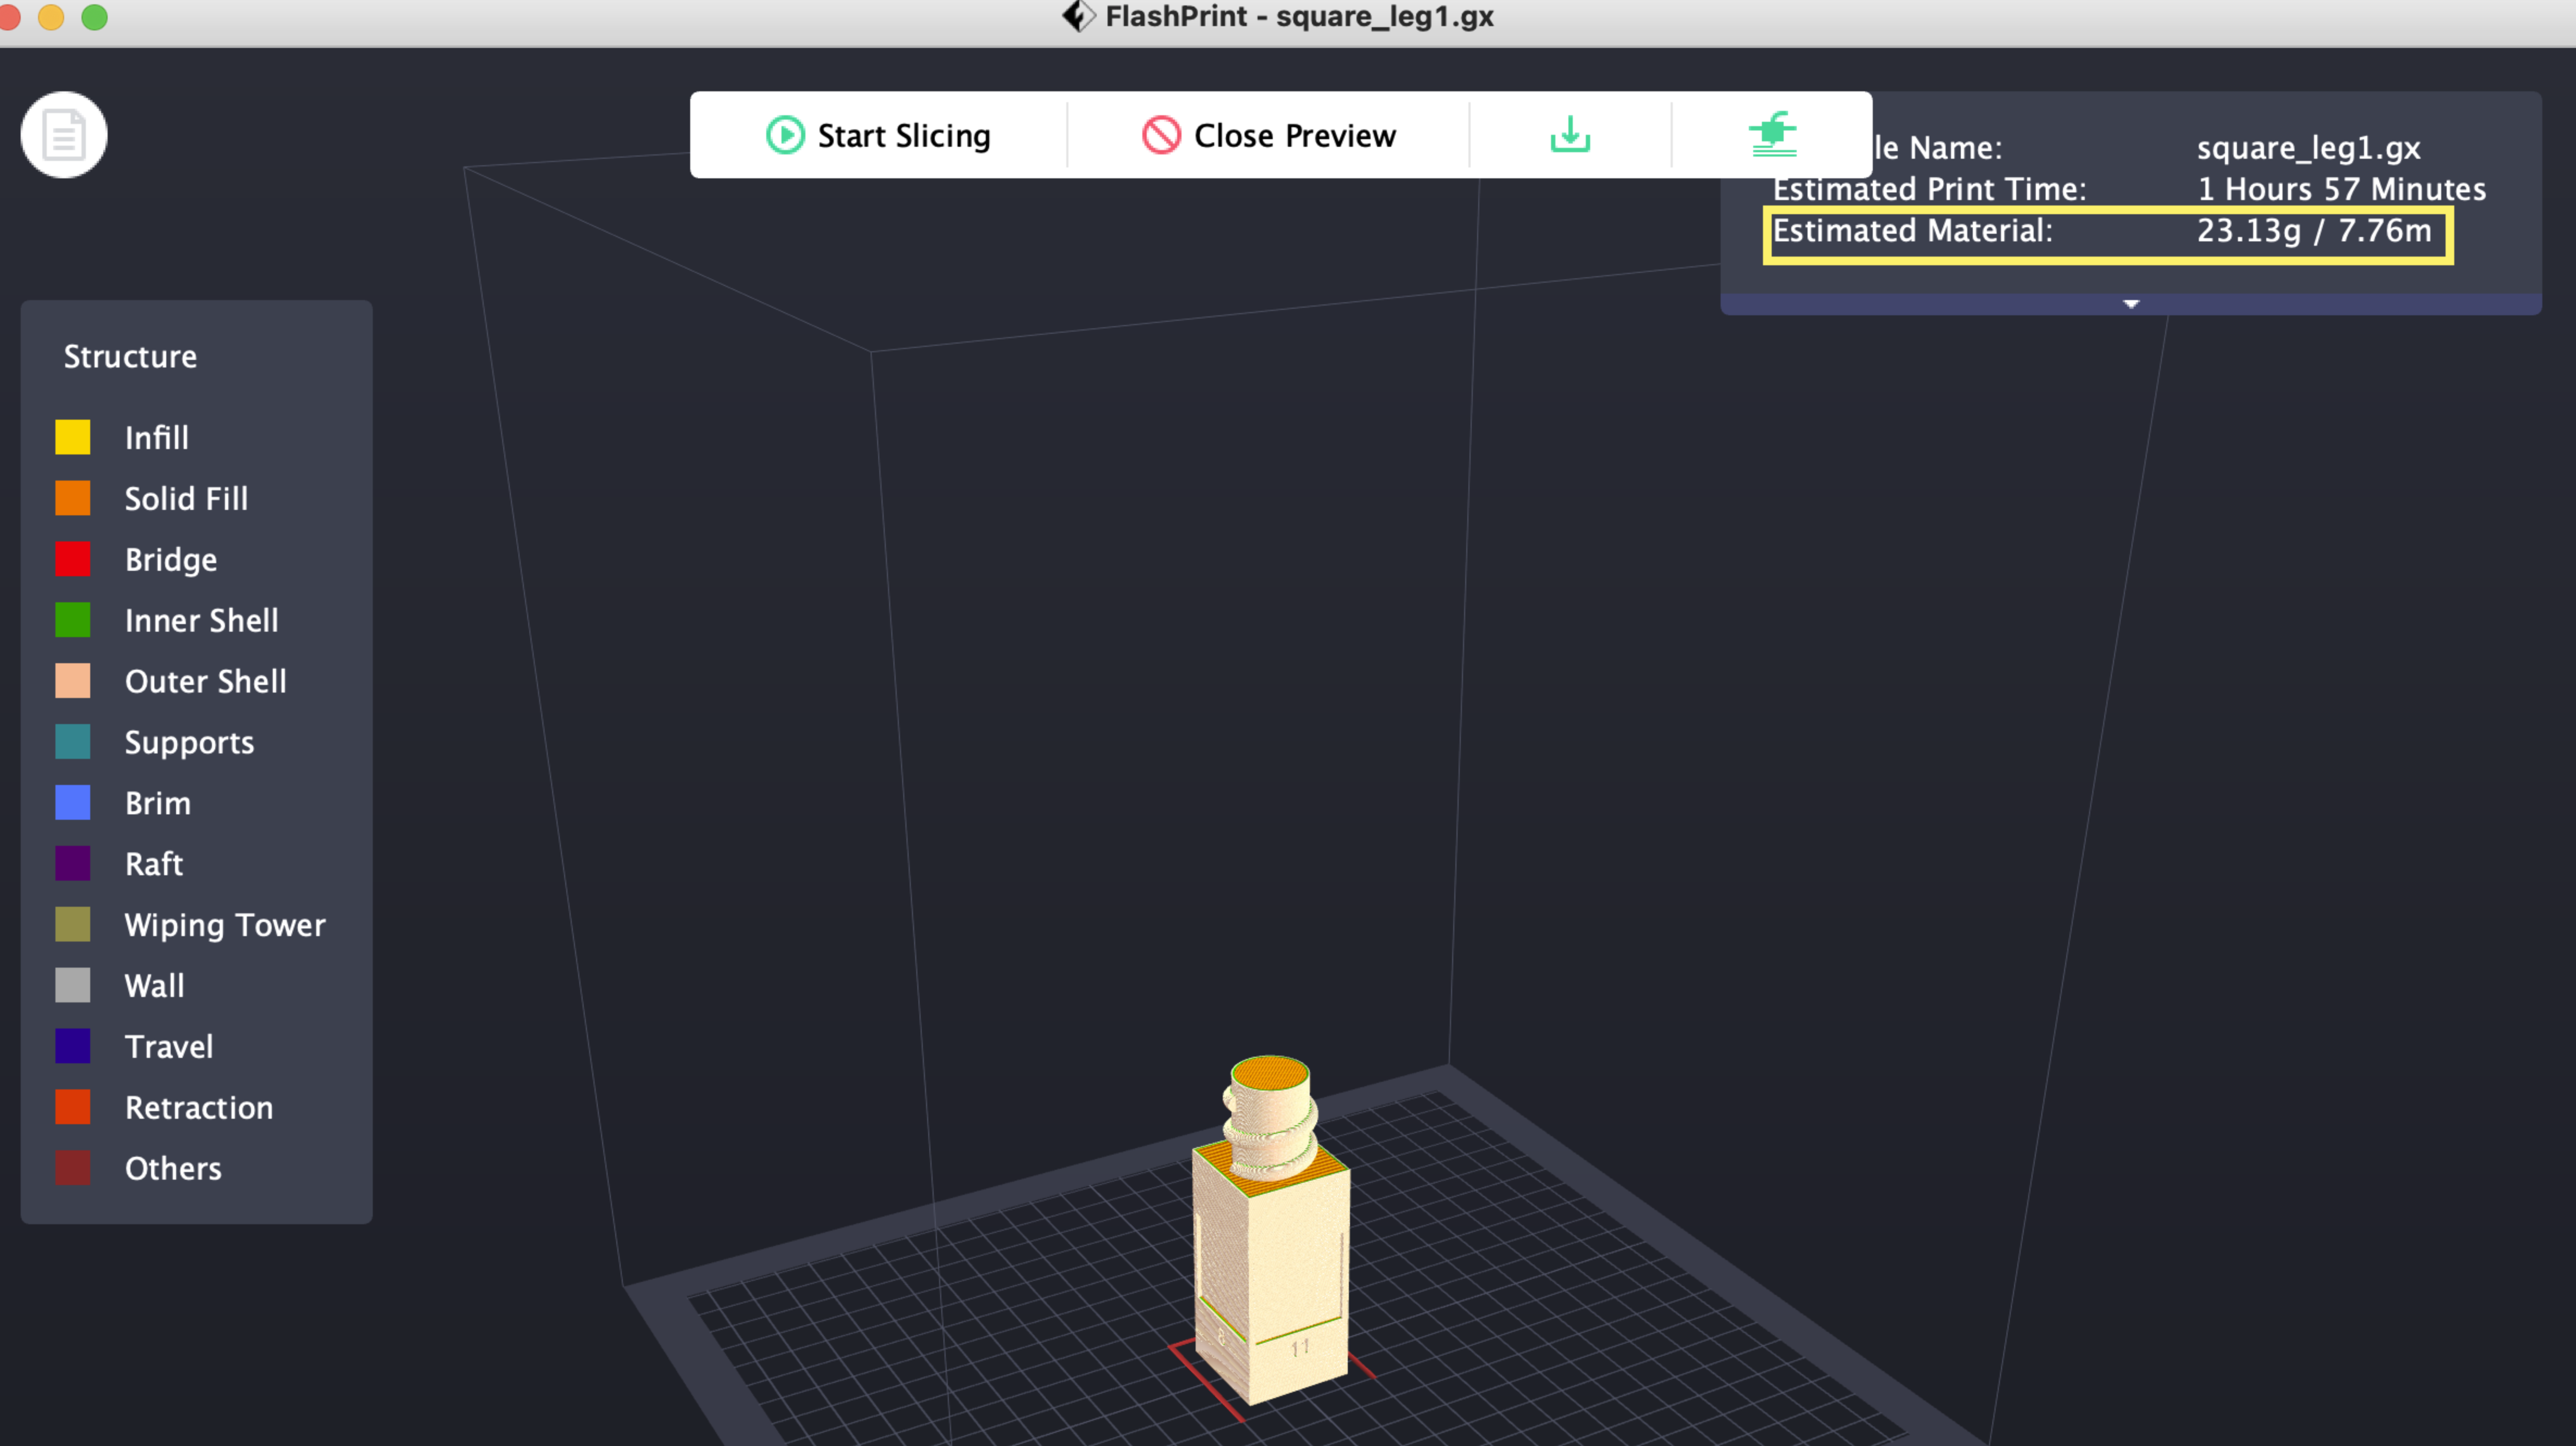 FlashPrint - square_leg1.gx
Start Slicing
Close Preview
le Name: square_leg1.gx
Estimated Print Time: 1 Hours 57 Minutes
Estimated Material: 23.13g / 7.76m
Structure
Infill
Solid Fill
Bridge
Inner Shell
Outer Shell
Supports
Brim
Raft
Wiping Tower
Wall
Travel
Retraction
Others
8
11